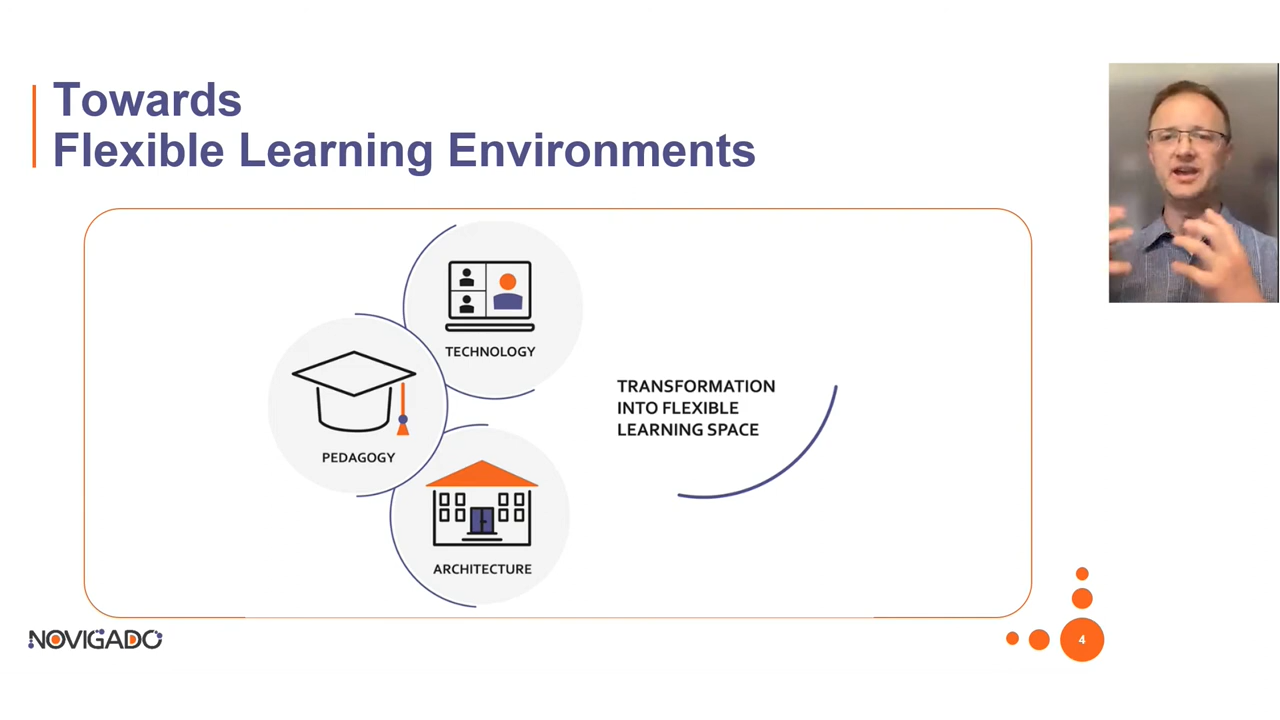 Towards
Flexible Learning Environments
TECHNOLOGY
PEDAGOGY
ARCHITECTURE
TRANSFORMATION
INTO FLEXIBLE
LEARNING SPACE
NOVIGADO
4